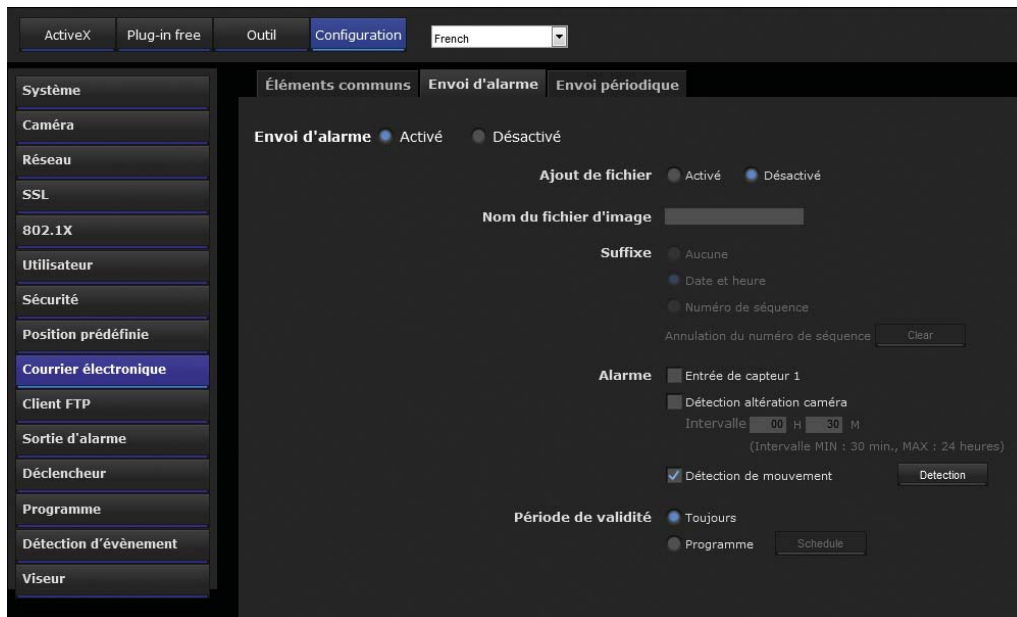 ActiveX Plug-in free Outil Configuration French
Système
Caméra
Réseau
SSL
802.1X
Utilisateur
Sécurité
Position prédéfinie
Courrier électronique
Client FTP
Sortie d'alarme
Déclencheur
Programme
Détection d'évènement
Viseur
Éléments communs Envoi d'alarme Envoi périodique
Envoi d'alarme Activé Désactivé
Ajout de fichier Activé Désactivé
Nom du fichier d'image
Suffixe Aucune
Date et heure
Numéro de séquence
Annulation du numéro de séquence Clear
Alarme Entrée de capteur 1
Détection altération caméra
Intervalle 00 H 30 M
(Intervalle MIN : 30 min., MAX : 24 heures)
Détection de mouvement Detection
Période de validité Toujours
Programme Schedule